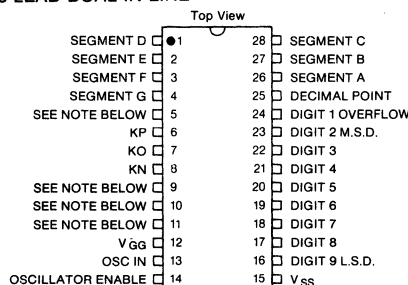 Top View
SEGMENT D 1 28 SEGMENT C
SEGMENT E 2 27 SEGMENT B
SEGMENT F 3 26 SEGMENT A
SEGMENT G 4 25 DECIMAL POINT
SEE NOTE BELOW 5 24 DIGIT 1 OVERFLOW
KP 6 23 DIGIT 2 M.S.D.
KO 7 22 DIGIT 3
KN 8 21 DIGIT 4
SEE NOTE BELOW 9 20 DIGIT 5
SEE NOTE BELOW 10 19 DIGIT 6
SEE NOTE BELOW 11 18 DIGIT 7
VGG 12 17 DIGIT 8
OSC IN 13 16 DIGIT 9 L.S.D.
OSCILLATOR ENABLE 14 15 VSS